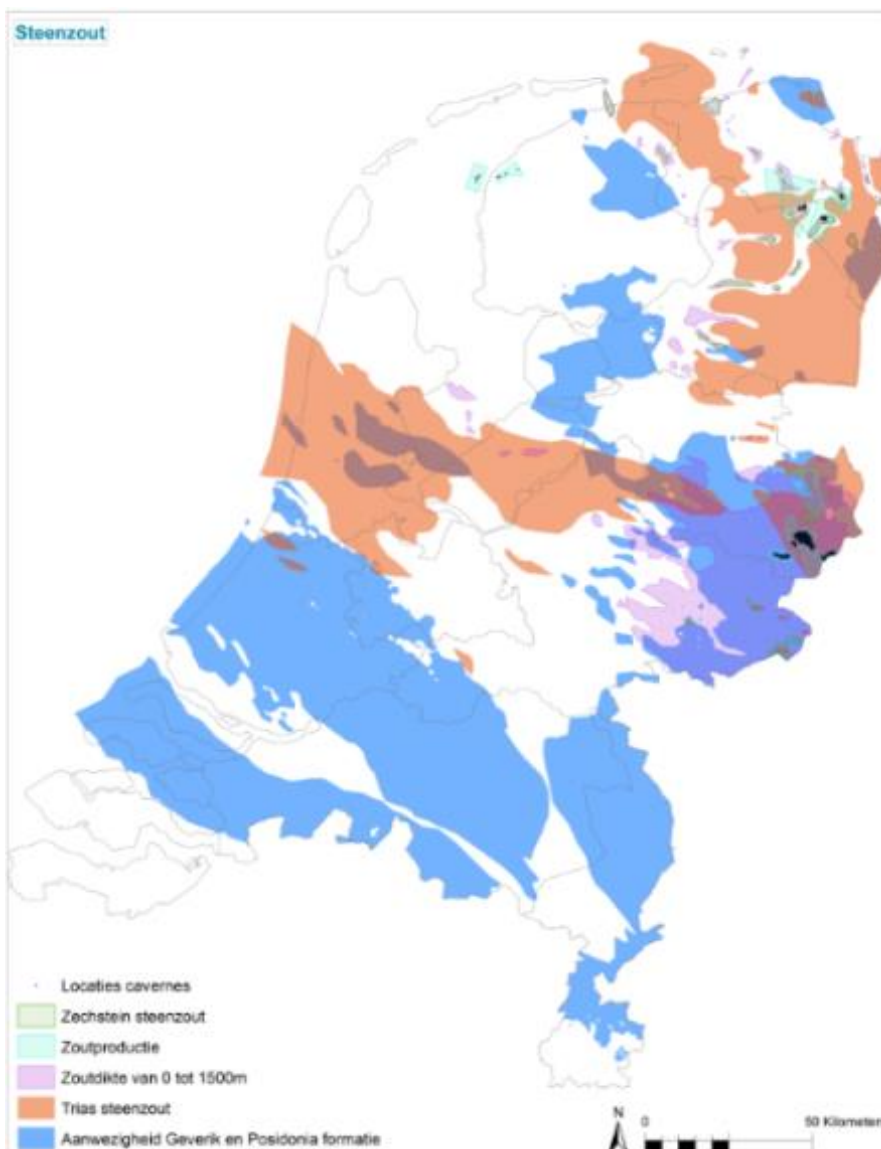 Steenzout
Locaties cavernes
Zechstein steenzout
Zoutproductie
Zoutdikte van 0 tot 1500m
Trias steenzout
Aanwezigheid Geverik en Posidonia formatie
N
0
50 Kilometer